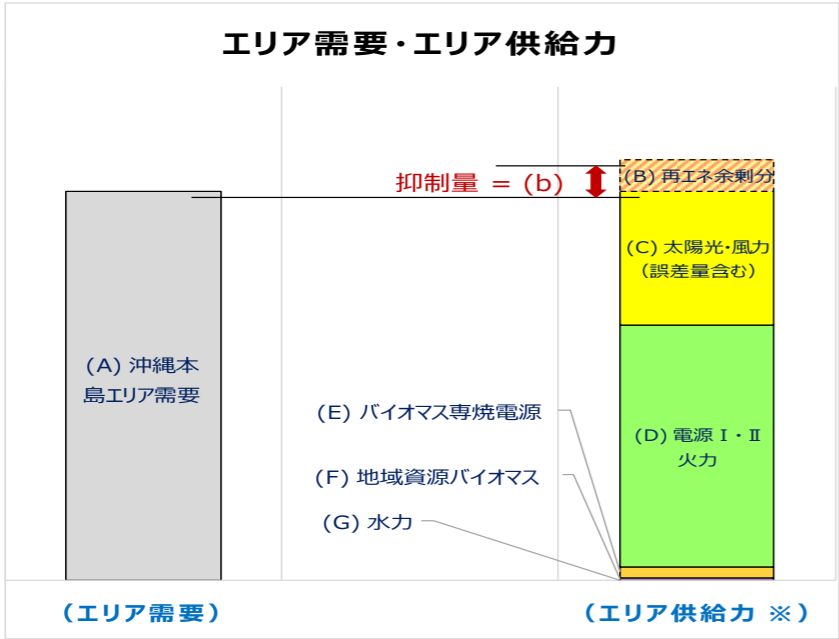 エリア需要・エリア供給力
抑制量 = (b)
(B) 再エネ余剰分
(C) 太陽光・風力
（誤差量含む）
(A) 沖縄本
島エリア需要
(E) バイオマス専焼電源
(D) 電源Ⅰ・Ⅱ
火力
(F) 地域資源バイオマス
(G) 水力
（エリア需要）
（エリア供給力 ※）